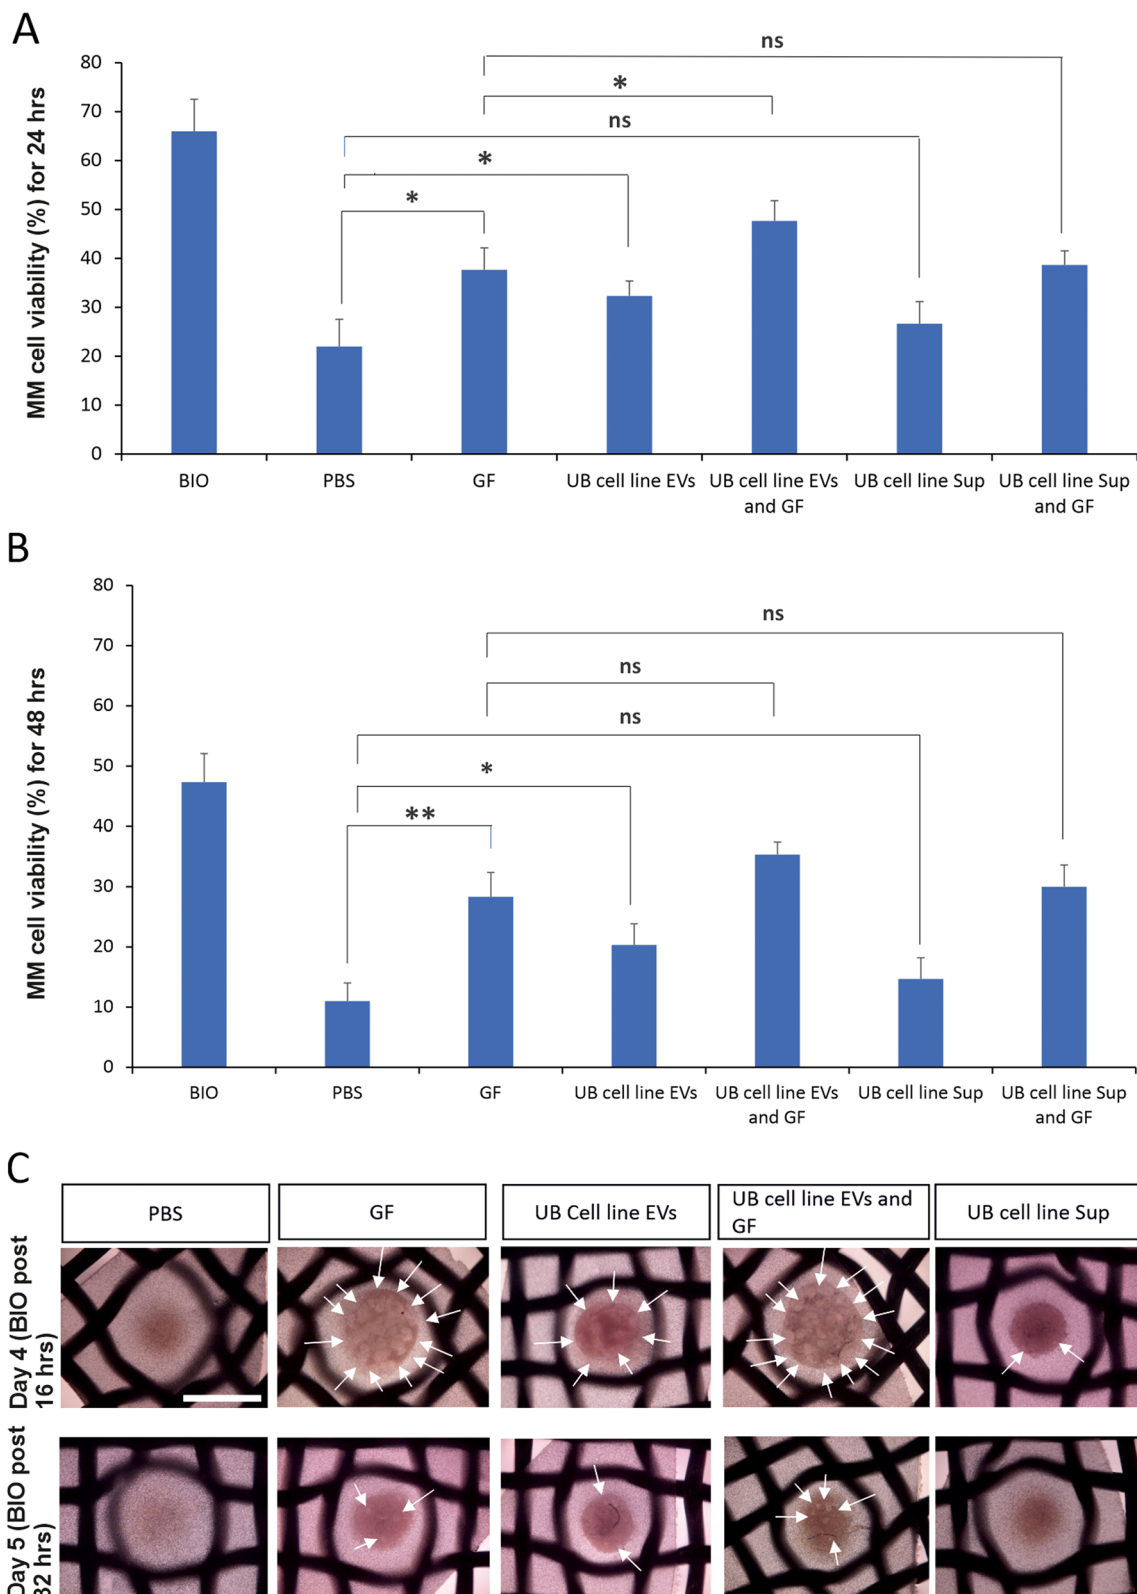 A
MM cell viability (%) for 24 hrs
80
70
60
50
40
30
20
10
0
ns
*
ns
*
*
BIO
PBS
GF
UB cell line EVs
UB cell line EVs
and GF
UB cell line Sup
UB cell line Sup
and GF
B
MM cell viability (%) for 48 hrs
80
70
60
50
40
30
20
10
0
ns
ns
ns
*
**
BIO
PBS
GF
UB cell line EVs
UB cell line EVs
and GF
UB cell line Sup
UB cell line Sup
and GF
C
PBS
GF
UB Cell line EVs
UB cell line EVs and
GF
UB cell line Sup
Day 4 (BIO post
16 hrs)
Day 5 (BIO post
32 hrs)